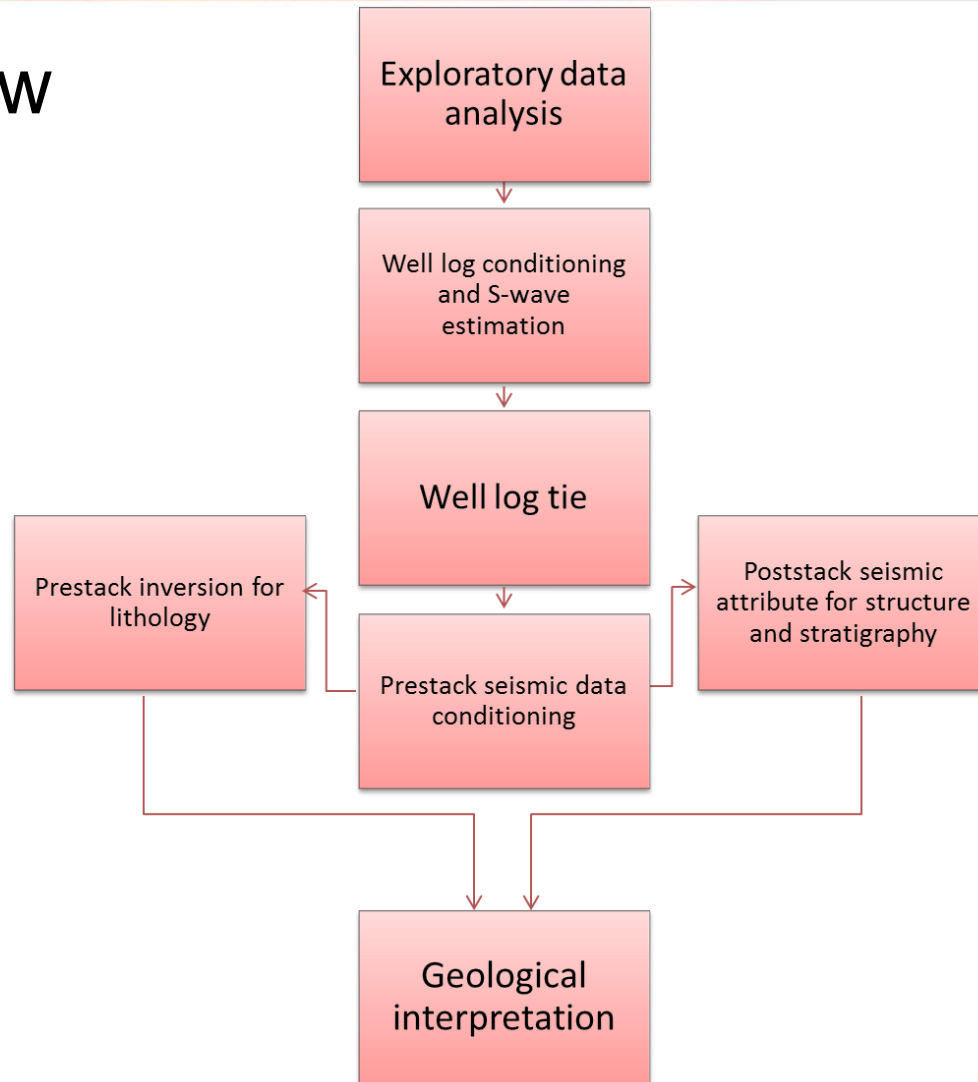 w
Exploratory data
analysis
Well log conditioning
and S-wave
estimation
Well log tie
Prestack inversion for
lithology
Poststack seismic
attribute for structure
and stratigraphy
Prestack seismic data
conditioning
Geological
interpretation